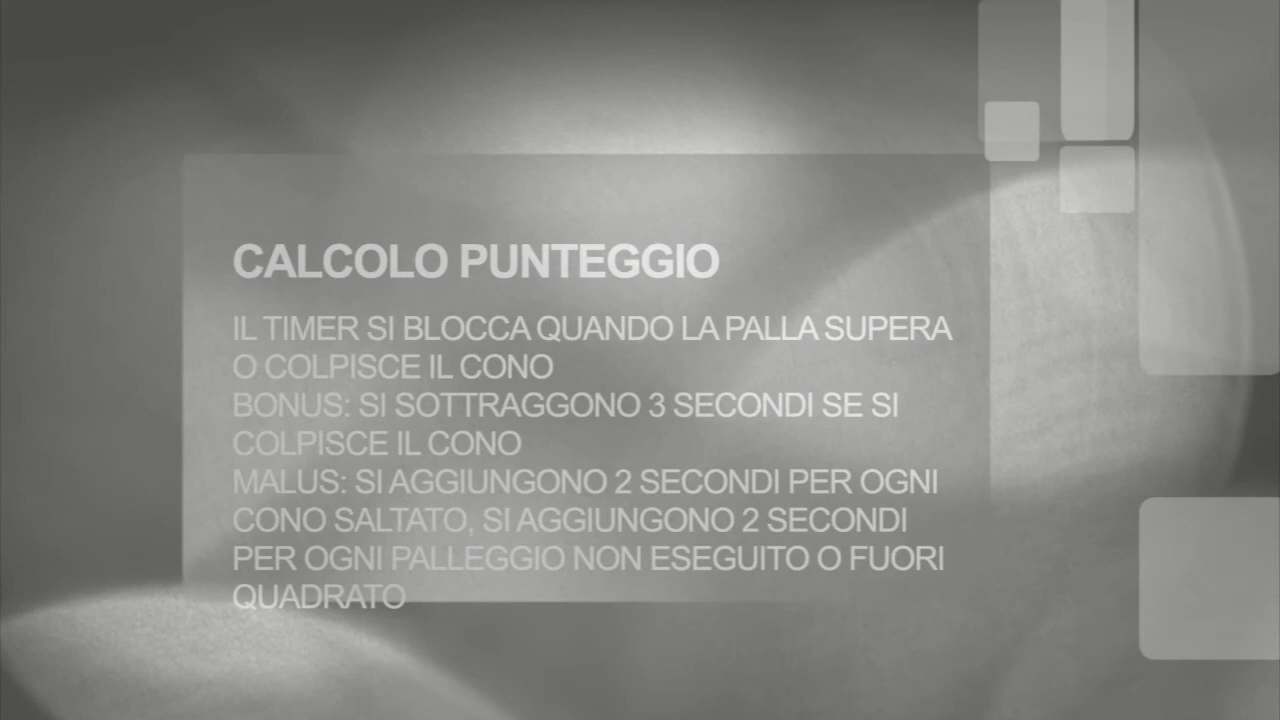 CALCOLO PUNTEGGIO
IL TIMER SI BLOCCA QUANDO LA PALLA SUPERA
O COLPISCE IL CONO
BONUS: SI SOTTRAGGONO 3 SECONDI SE SI
COLPISCE IL CONO
MALUS: SI AGGIUNGONO 2 SECONDI PER OGNI
CONO SALTATO, SI AGGIUNGONO 2 SECONDI
PER OGNI PALLEGGIO NON ESEGUITO O FUORI
QUADRATO